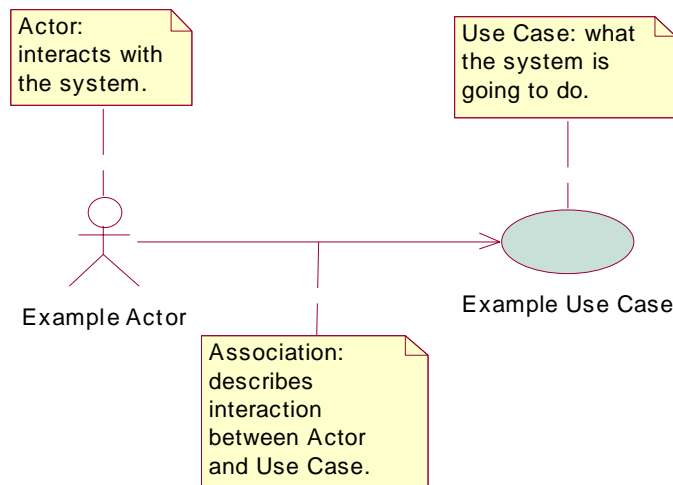 Actor:
interacts with
the system.
Use Case: what
the system is
going to do.
Example Actor
Example Use Case
Association:
describes
interaction
between Actor
and Use Case.